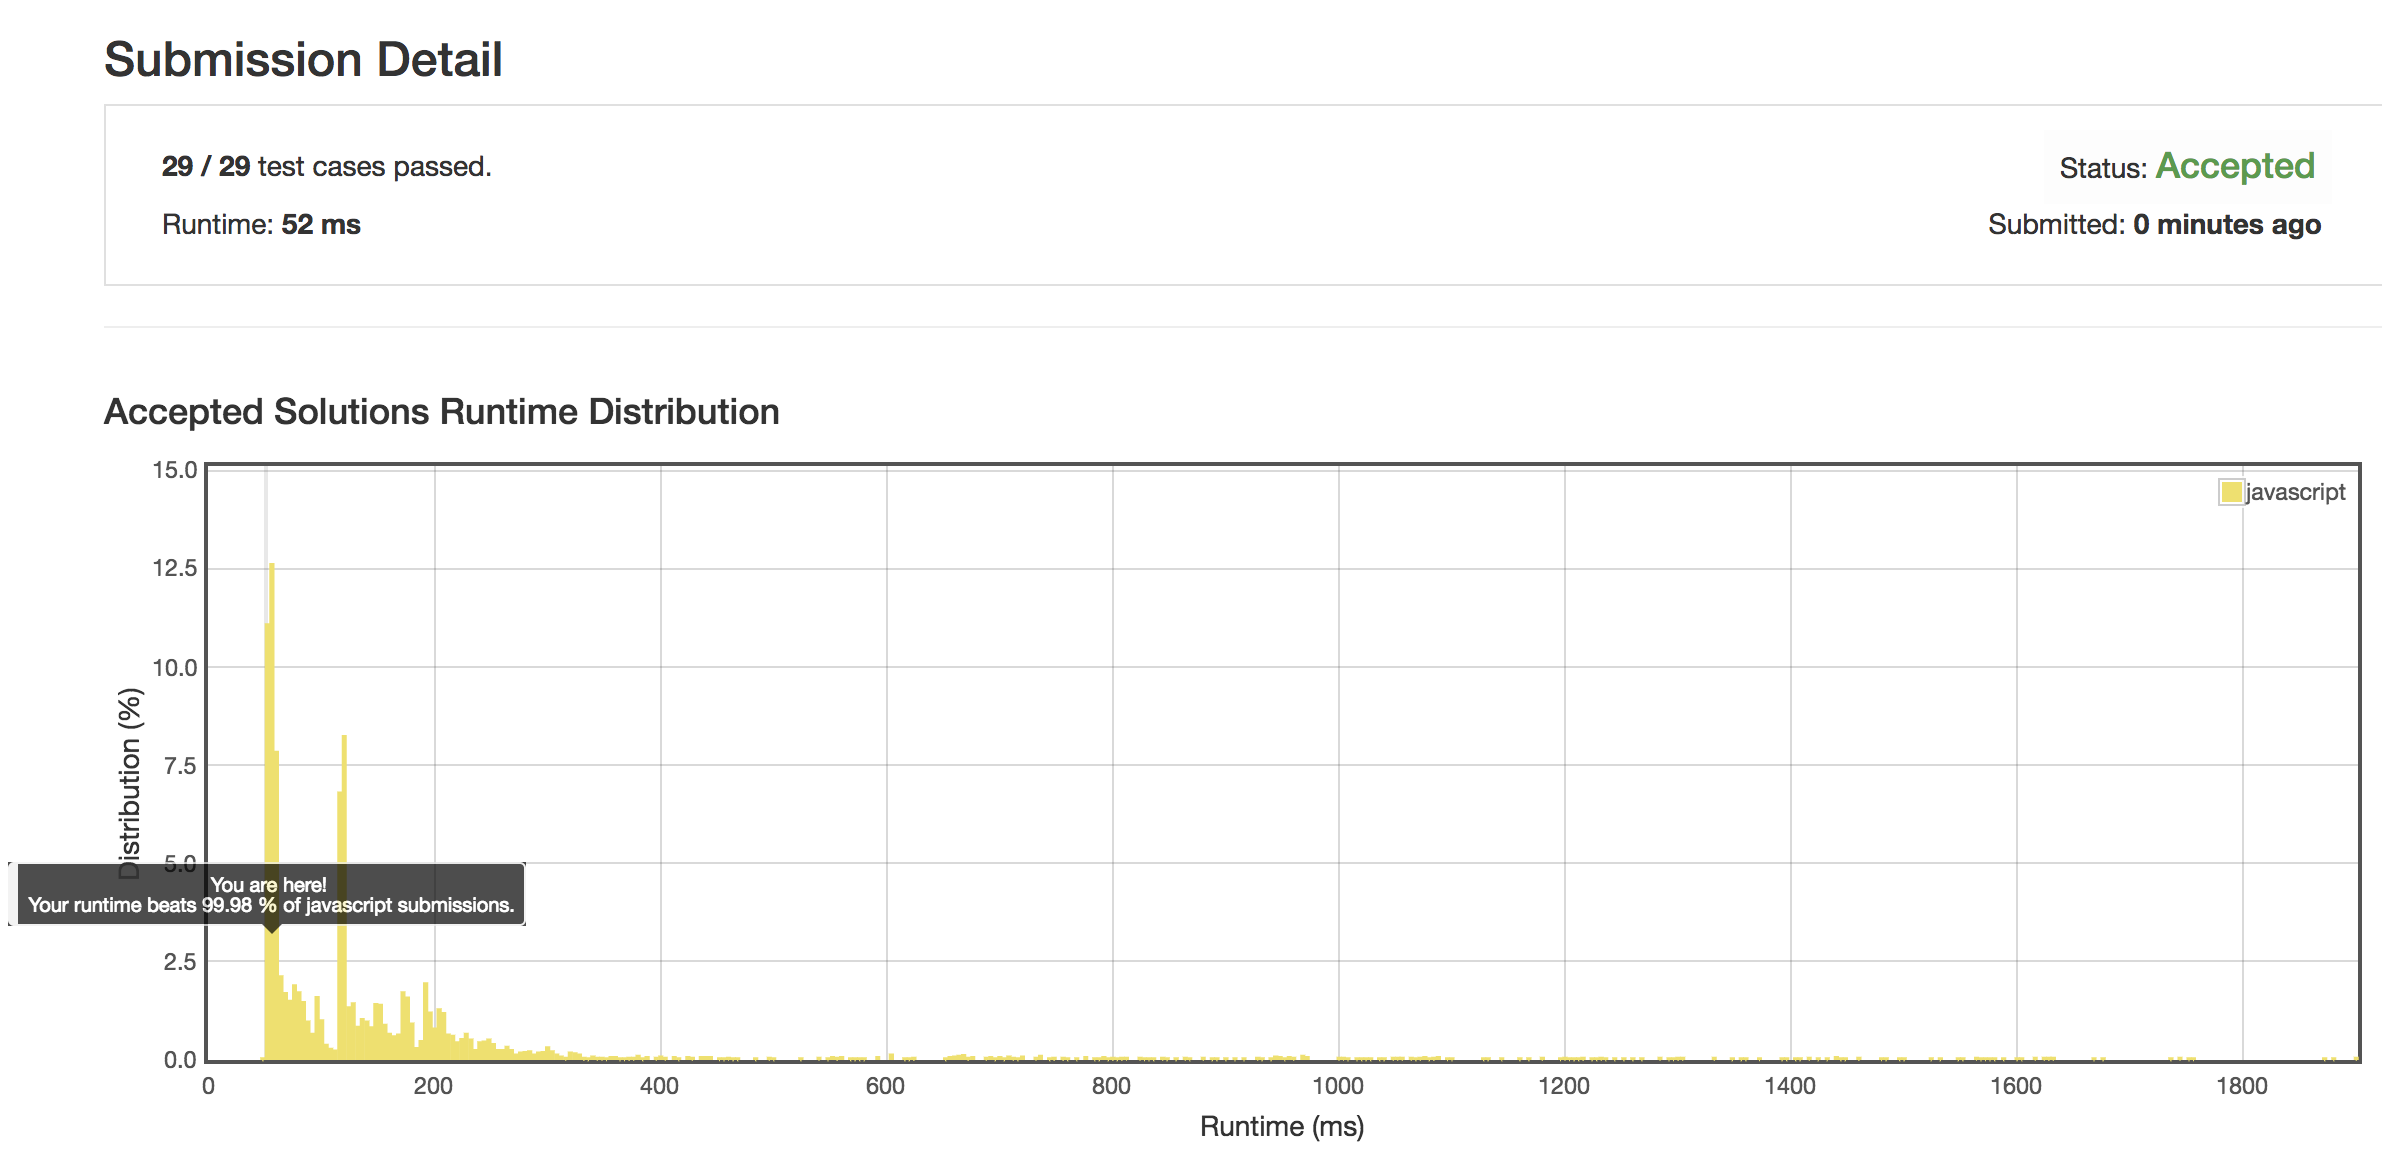 Submission Detail
29 / 29 test cases passed.
Status: Accepted
Runtime: 52 ms
Submitted: 0 minutes ago
Accepted Solutions Runtime Distribution
javascript
Distribution (%)
15.0
12.5
10.0
7.5
5.0
2.5
0.0
You are here!
Your runtime beats 99.98 % of javascript submissions.
0 200 400 600 800 1000 1200 1400 1600 1800
Runtime (ms)